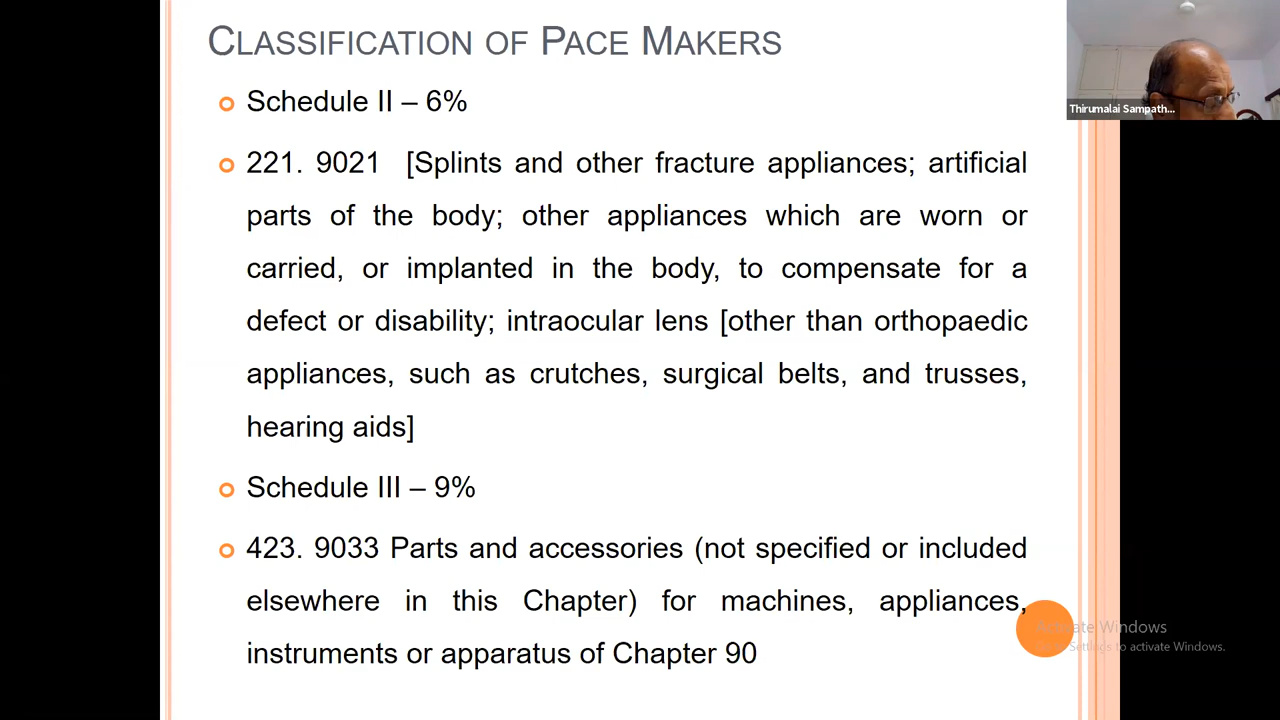 CLASSIFICATION OF PACE MAKERS
Schedule II – 6%
221. 9021 [Splints and other fracture appliances; artificial
parts of the body; other appliances which are worn or
carried, or implanted in the body, to compensate for a
defect or disability; intraocular lens [other than orthopaedic
appliances, such as crutches, surgical belts, and trusses,
hearing aids]
Schedule III – 9%
423. 9033 Parts and accessories (not specified or included
elsewhere in this Chapter) for machines, appliances,
instruments or apparatus of Chapter 90
Thirumalai Sampath...
Activate Windows
Settings to activate Windows.